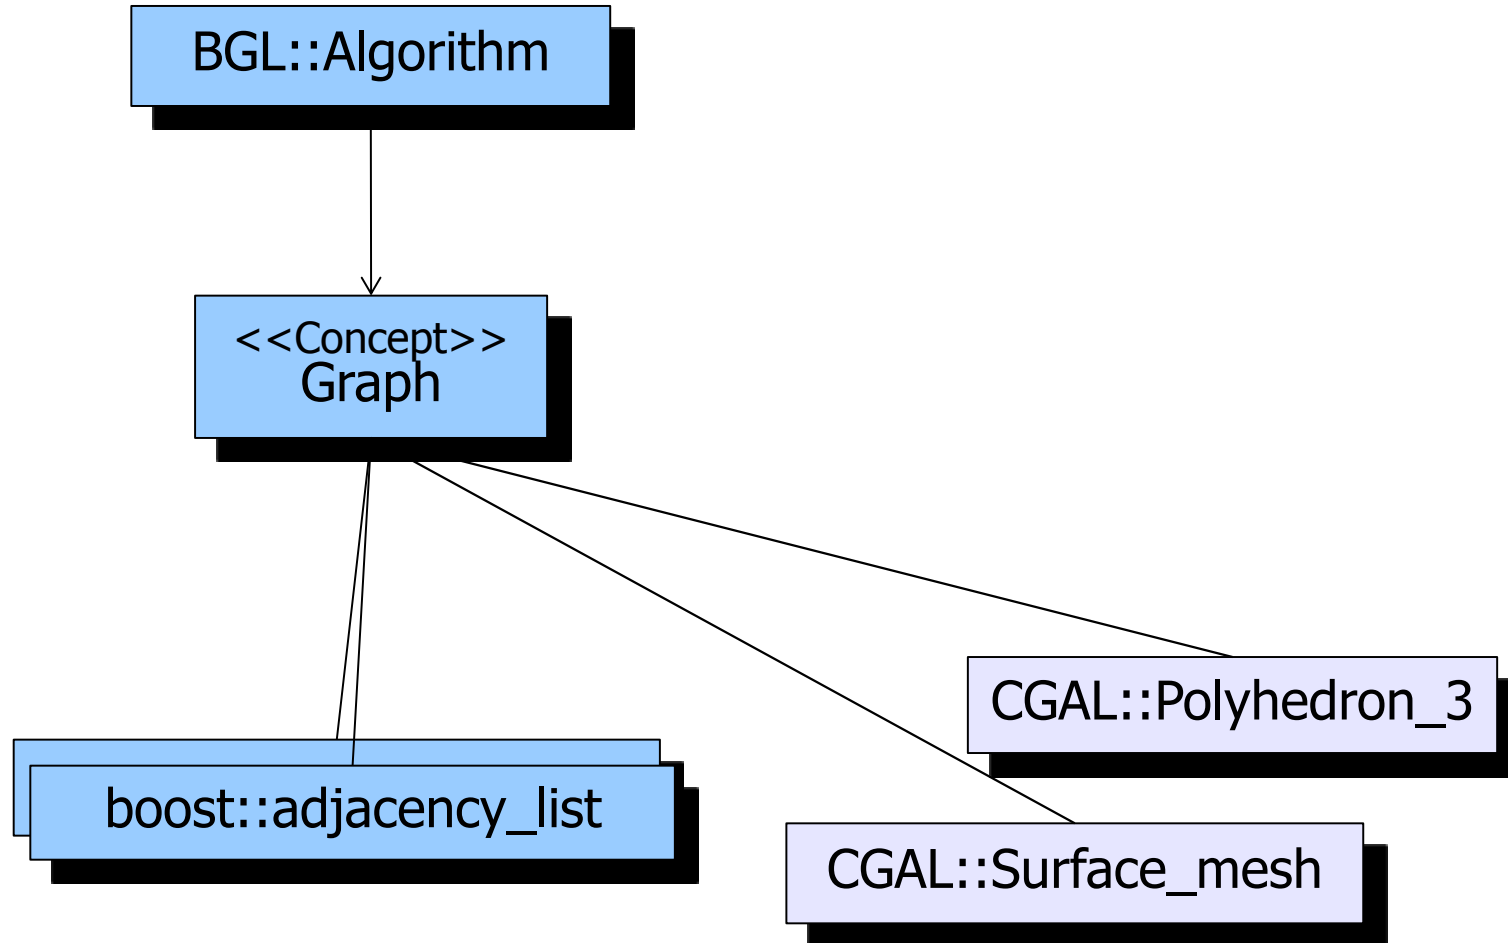 BGL::Algorithm
<<Concept>>
Graph
CGAL::Polyhedron_3
boost::adjacency_list
CGAL::Surface_mesh